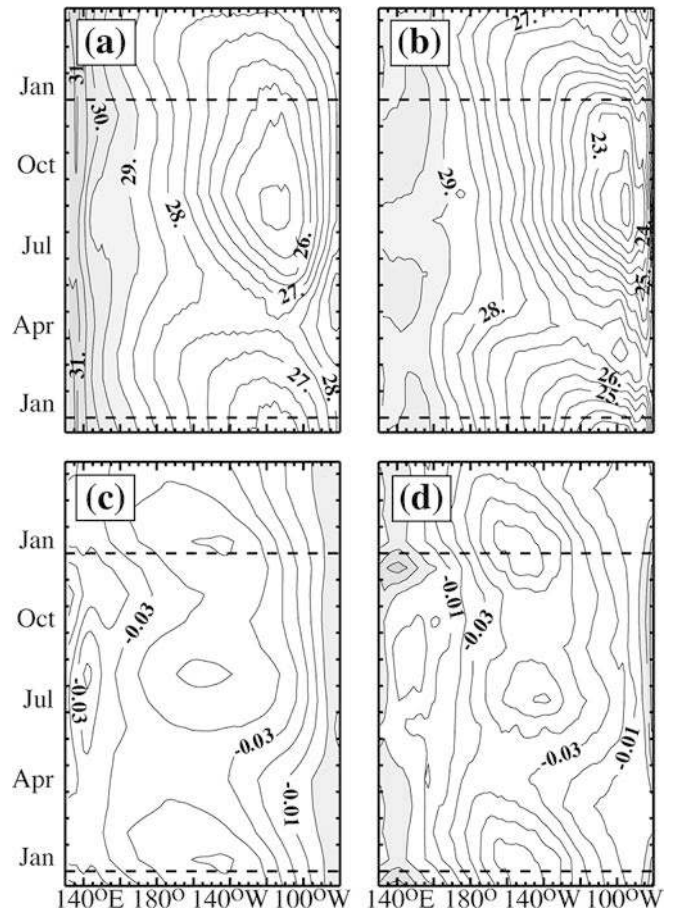 (a)
(b)
31.
30.
29.
28.
26.
27.
31.
27.
28.
27.
29.
23.
24.
25.
28.
26.
25.
Jan
Oct
Jul
Apr
Jan
(c)
(d)
-0.03
-0.03
-0.03
-0.01
-0.01
-0.03
-0.03
-0.01
Jan
Oct
Jul
Apr
Jan
140°E 180° 140°W 100°W
140°E 180° 140°W 100°W